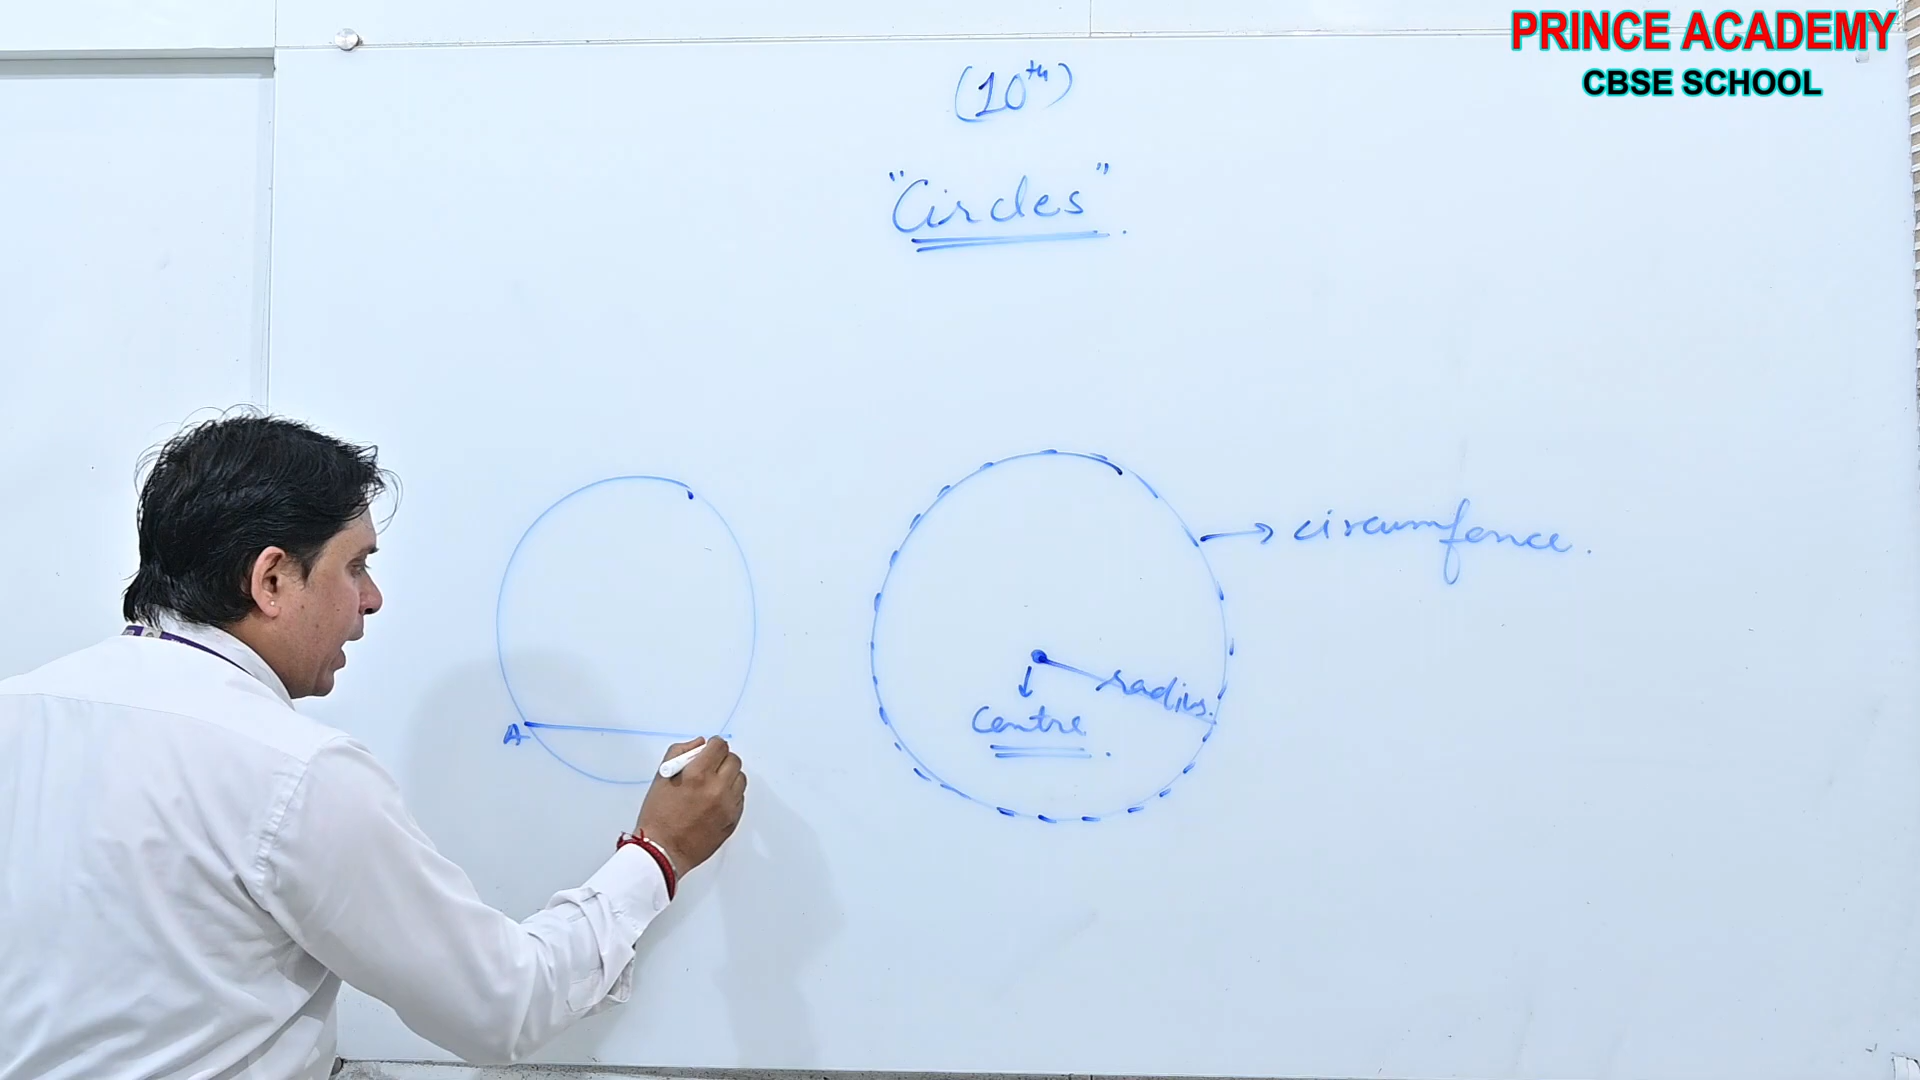 PRINCE ACADEMY
CBSE SCHOOL
(10th)
"Circles"
circumfence.
radius.
Centre
A